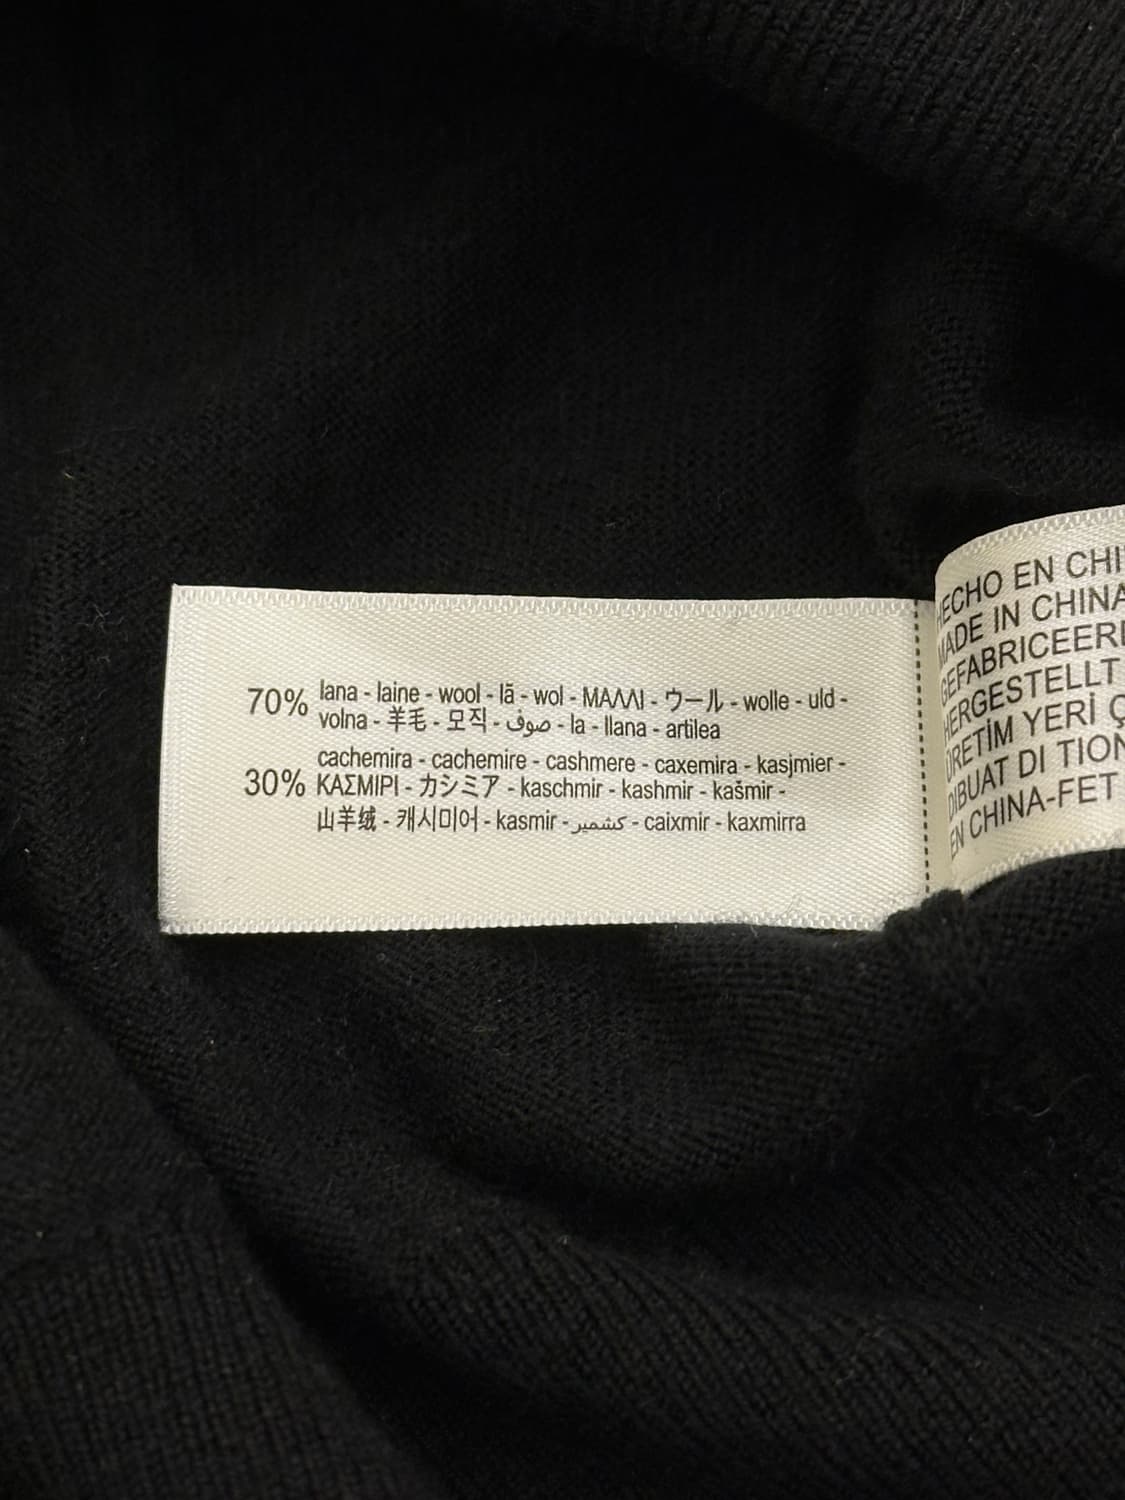 70% lana - laine - wool - lã - wol - ΜΑΛΛΙ - ウール - wolle - uld -
volna - 羊毛 - 모직 - صوف - la - llana - artilea
cachemira - cachemire - cashmere - caxemira - kasjmier -
30% ΚΑΣΜΙΡΙ - カシミア - kaschmir - kashmir - kašmir -
山羊绒 - 캐시미어 - kasmir - كشمير - caixmir - kaxmirra
HECHO EN CHI
MADE IN CHINA
GEFABRICEER
HERGESTELLT
ÜRETİM YERİ Ç
DIBUAT DI TION
EN CHINA-FET